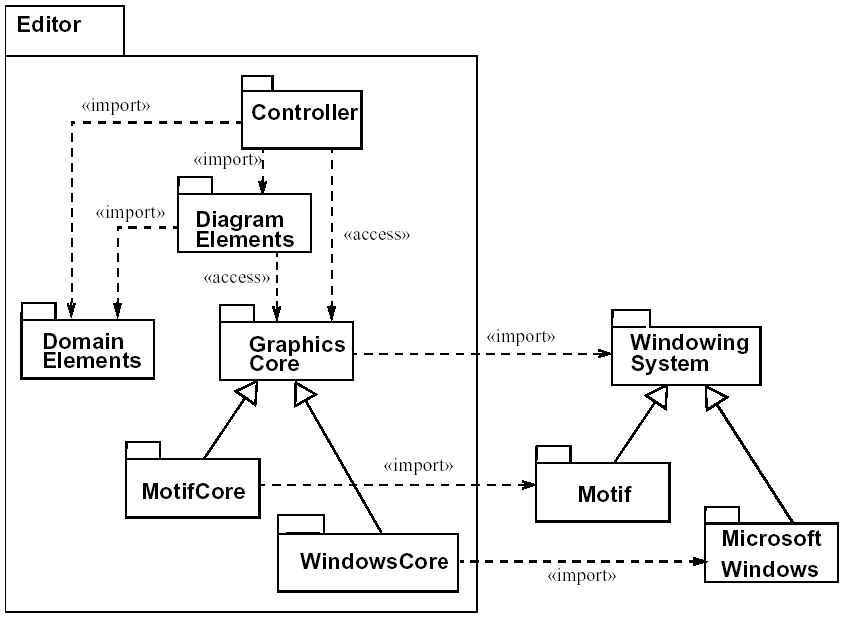 Editor
«import»
Controller
«import»
«import»
Diagram
Elements
«access»
«access»
Domain
Elements
Graphics
Core
«import»
Windowing
System
MotifCore
«import»
Motif
WindowsCore
«import»
Microsoft
Windows